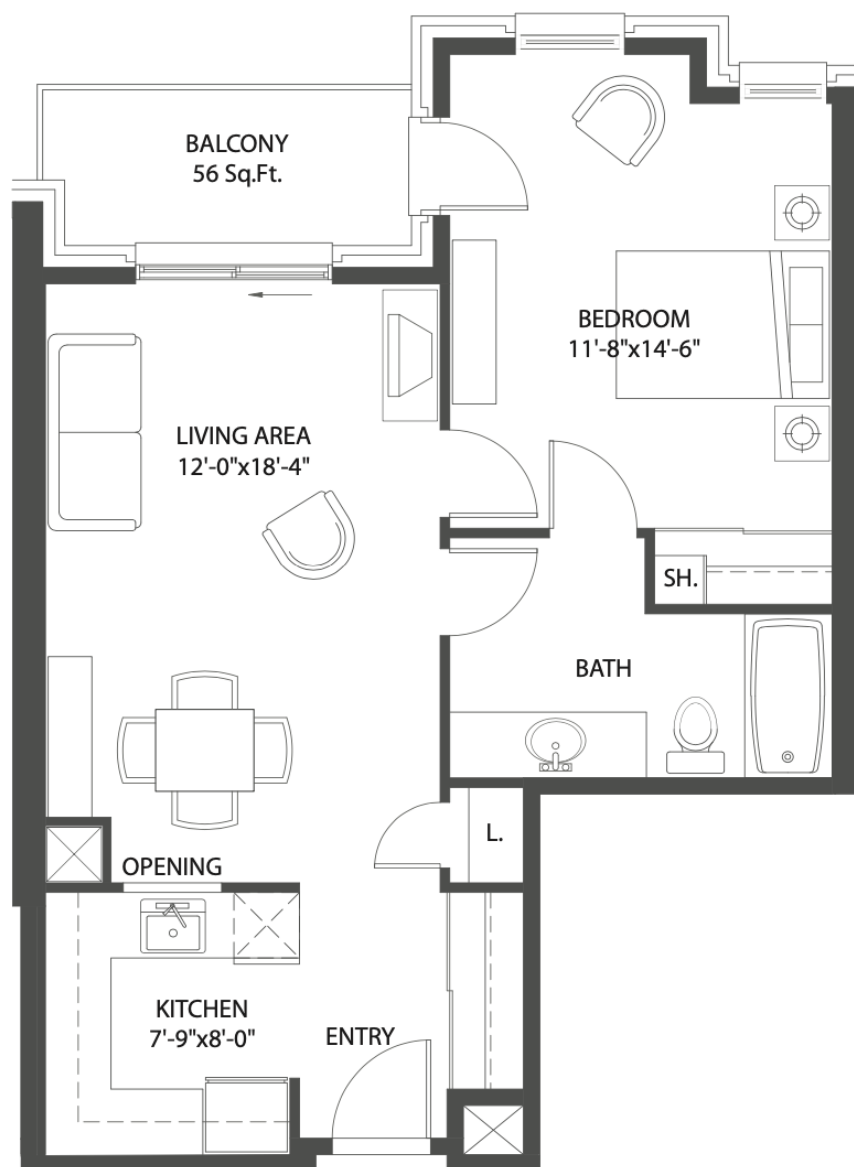 BALCONY
56 Sq.Ft.
BEDROOM
11'-8"x14'-6"
LIVING AREA
12'-0"x18'-4"
SH.
BATH
L.
OPENING
KITCHEN
7'-9"x8'-0"
ENTRY